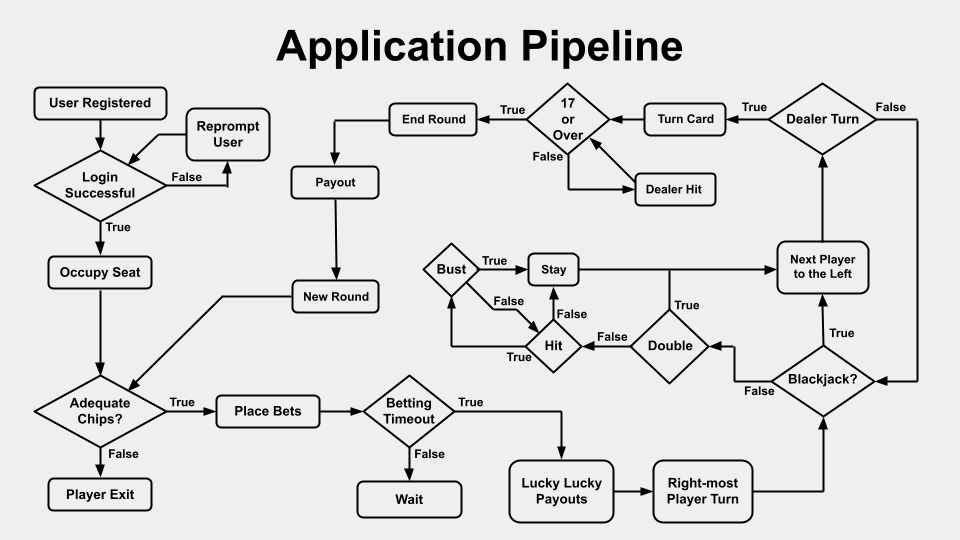 Application Pipeline
User Registered
Reprompt
User
Login
Successful
False
True
Occupy Seat
17
or
Over
True
False
End Round
Turn Card
True
Dealer Turn
False
Dealer Hit
Payout
New Round
Bust
True
Stay
False
False
Hit
True
False
Double
True
Next Player
to the Left
True
Blackjack?
False
Adequate
Chips?
True
False
Player Exit
Place Bets
Betting
Timeout
True
False
Wait
Lucky Lucky
Payouts
Right-most
Player Turn